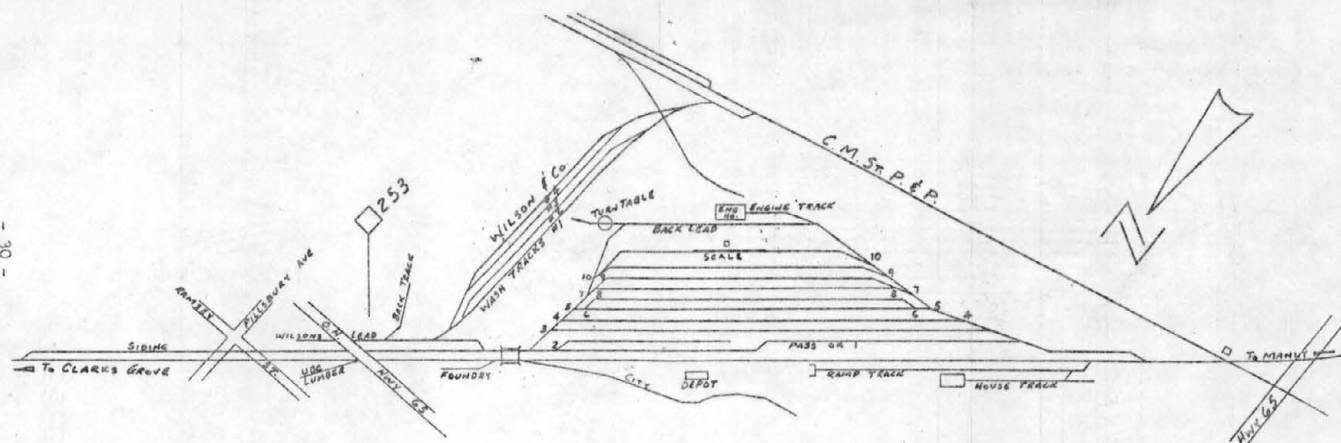 - 30 -
C. M. ST. P. & P.
WILSON & CO
WASH TRACKS #1
253
TURNTABLE
ENG HO.
ENGINE TRACK
BACK LEAD
SCALE
10
9
7
8
6
5
4
10
9
7
8
5
6
4
3
2
PASS OR 1
BACK TRACK
RAMSEY
ST.
PILLSBURY AVE
SIDING
WILSONS LEAD
O.H.
HWY 65
TO CLARKS GROVE
LUMBER
FOUNDRY
CITY
DEPOT
RAMP TRACK
HOUSE TRACK
TO MANLY
HWY 65
N